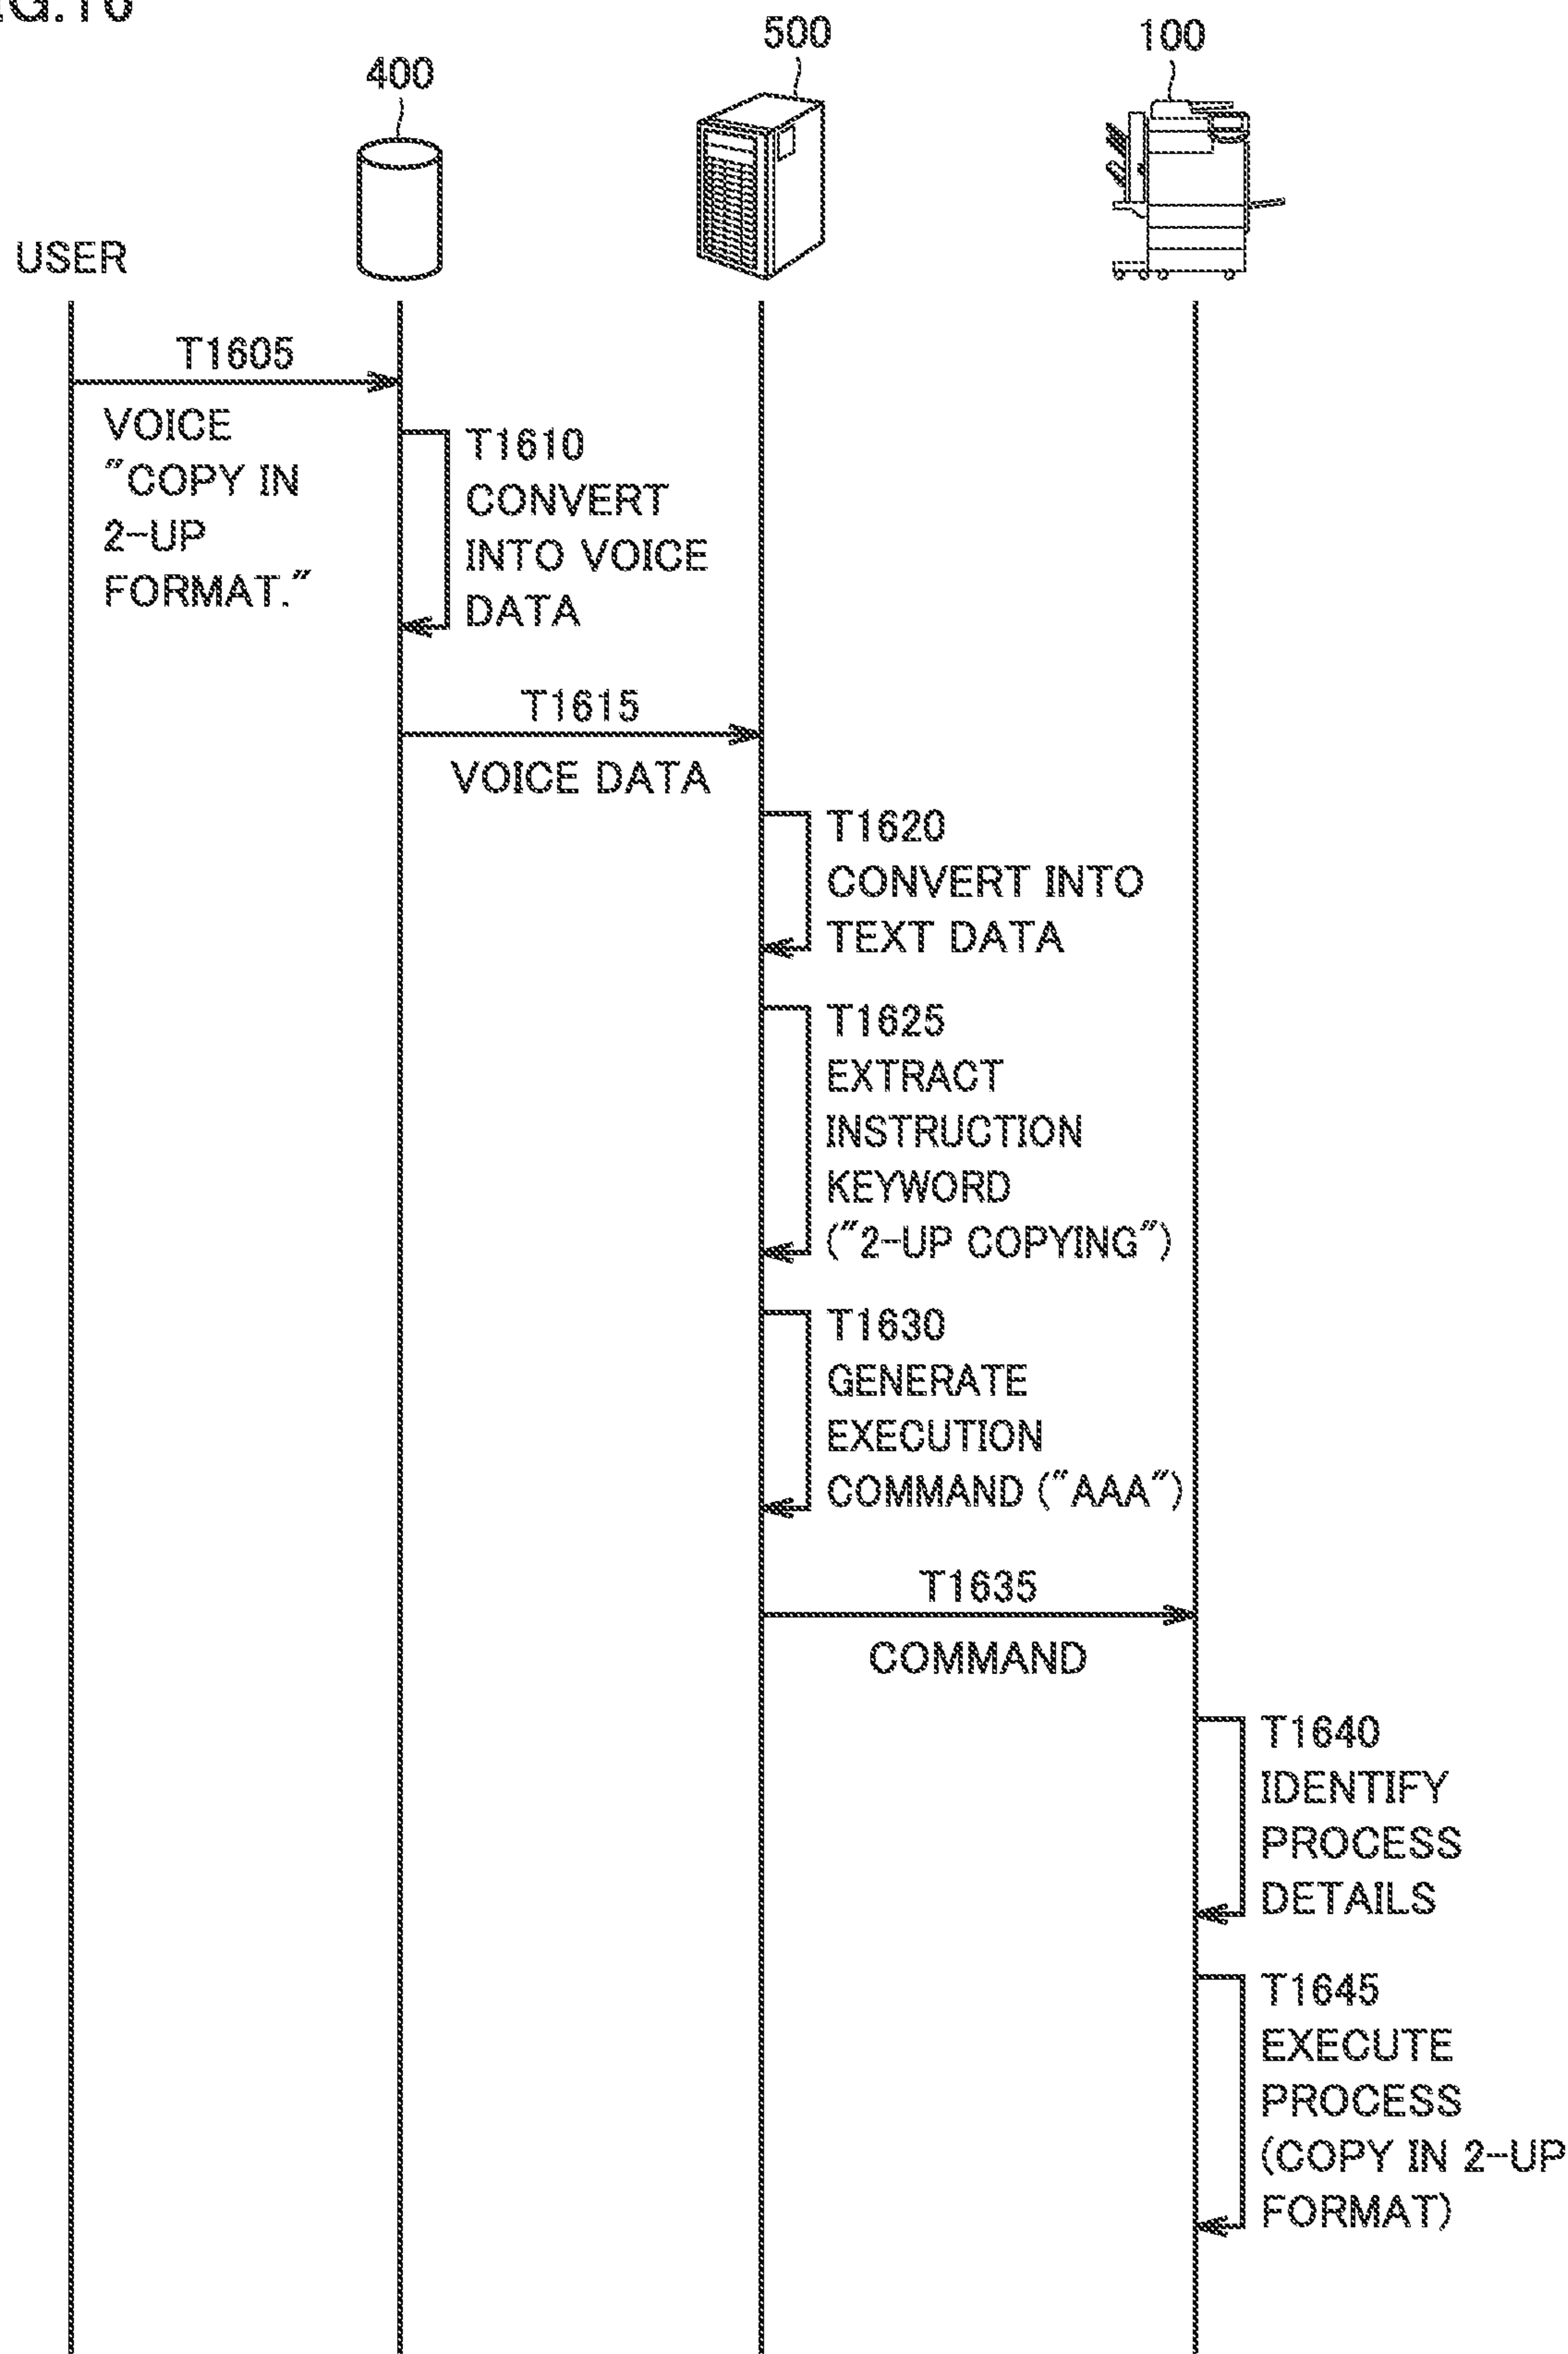 FIG.16
500
100
400
USER
T1605
VOICE
"COPY IN
2-UP
FORMAT."
T1610
CONVERT
INTO VOICE
DATA
T1615
VOICE DATA
T1620
CONVERT INTO
TEXT DATA
T1625
EXTRACT
INSTRUCTION
KEYWORD
("2-UP COPYING")
T1630
GENERATE
EXECUTION
COMMAND ("AAA")
T1635
COMMAND
T1640
IDENTIFY
PROCESS
DETAILS
T1645
EXECUTE
PROCESS
(COPY IN 2-UP
FORMAT)